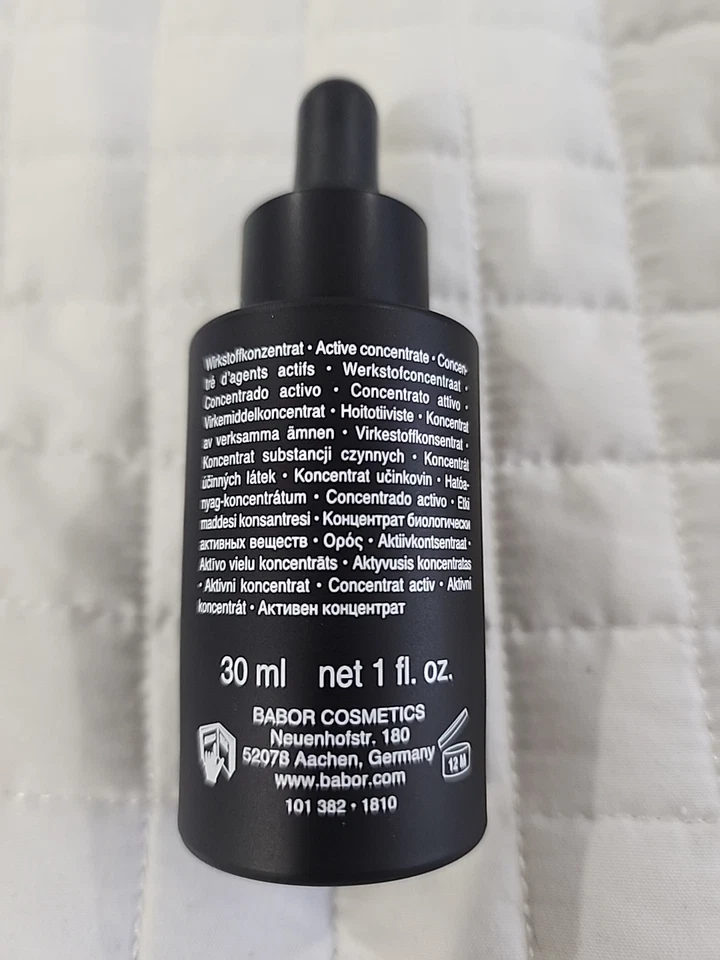 Wirkstoffkonzentrat • Active concentrate • Concen-
tré d'agents actifs • Werkstofconcentraat •
Concentrado activo • Concentrato attivo •
Virkemiddelkoncentrat • Hoitotiiviste • Koncentrat
av verksamma ämnen • Virkestoffkonsentrat •
Koncentrat substancji czynnych • Koncentrát
účinných látek • Koncentrat učinkovin • Hatóa-
nyag-koncentrátum • Concentrado activo • Etki
maddesi konsantresi • Концентрат биологически
активных веществ • Ορός • Aktiivkontsentraat •
Aktīvo vielu koncentrāts • Aktyvusis koncentratas
• Aktivni koncentrat • Concentrat activ • Aktívni
koncentrát • Активен концентрат
30 ml net 1 fl. oz.
BABOR COSMETICS
Neuenhofstr. 180
52078 Aachen, Germany
12 M
www.babor.com
101 382 • 1810